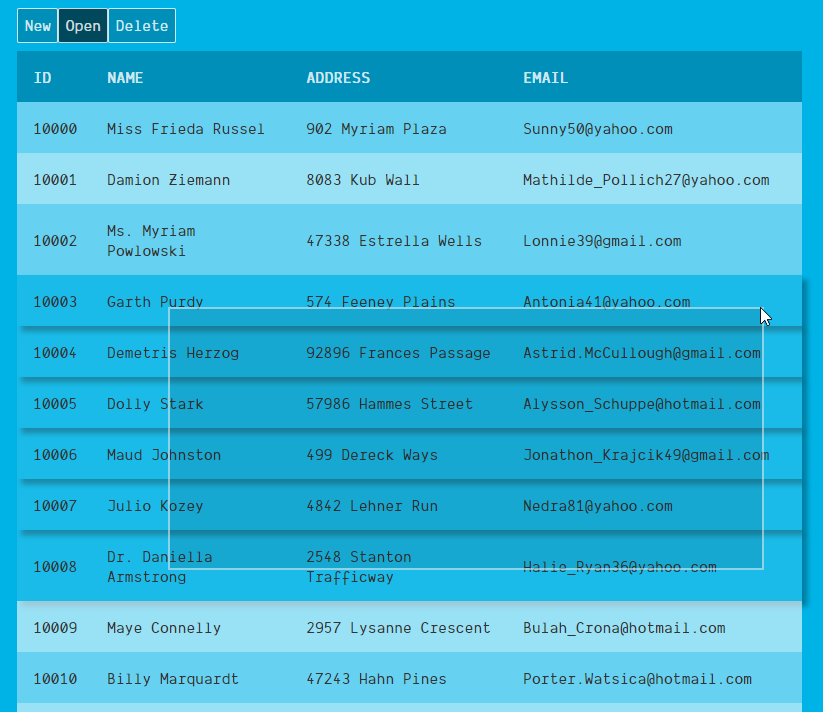 New Open Delete
ID NAME ADDRESS EMAIL
10000 Miss Frieda Russel 902 Myriam Plaza Sunny50@yahoo.com
10001 Damion Ziemann 8083 Kub Wall Mathilde_Pollich27@yahoo.com
10002 Ms. Myriam Powlowski 47338 Estrella Wells Lonnie39@gmail.com
10003 Garth Purdy 574 Feeney Plains Antonia41@yahoo.com
10004 Demetris Herzog 92896 Frances Passage Astrid.McCullough@gmail.com
10005 Dolly Stark 57986 Hammes Street Alysson_Schuppe@hotmail.com
10006 Maud Johnston 499 Dereck Ways Jonathon_Krajcik49@gmail.com
10007 Julio Kozey 4842 Lehner Run Nedra81@yahoo.com
10008 Dr. Daniella Armstrong 2548 Stanton Trafficway Halie_Ryan36@yahoo.com
10009 Maye Connelly 2957 Lysanne Crescent Bulah_Crona@hotmail.com
10010 Billy Marquardt 47243 Hahn Pines Porter.Watsica@hotmail.com